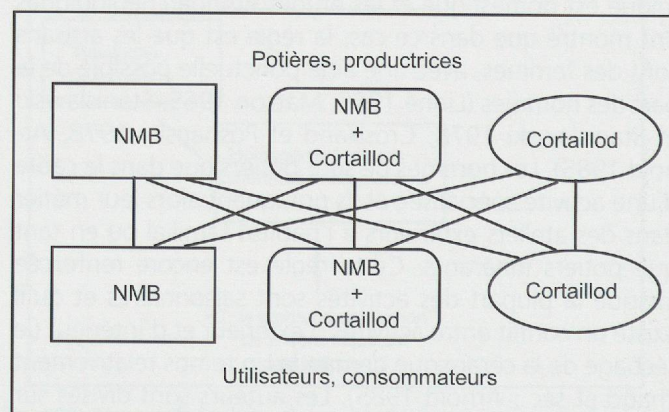 Potières, productrices
NMB
NMB
+
Cortaillod
Cortaillod
NMB
NMB
+
Cortaillod
Cortaillod
Utilisateurs, consommateurs